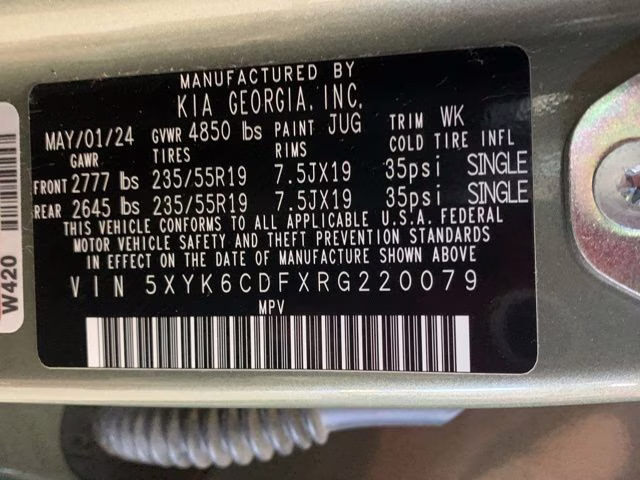 MANUFACTURED BY
KIA GEORGIA, INC.
MAY/01/24 GVWR 4850 lbs PAINT JUG TRIM WK
GAWR TIRES RIMS COLD TIRE INFL
FRONT 2777 lbs 235/55R19 7.5JX19 35psi SINGLE
REAR 2645 lbs 235/55R19 7.5JX19 35psi SINGLE
THIS VEHICLE CONFORMS TO ALL APPLICABLE U.S.A. FEDERAL
MOTOR VEHICLE SAFETY AND THEFT PREVENTION STANDARDS
IN EFFECT ON THE DATE OF MANUFACTURE SHOWN ABOVE
VIN 5XYK6CDFXRG220079
MPV
W420